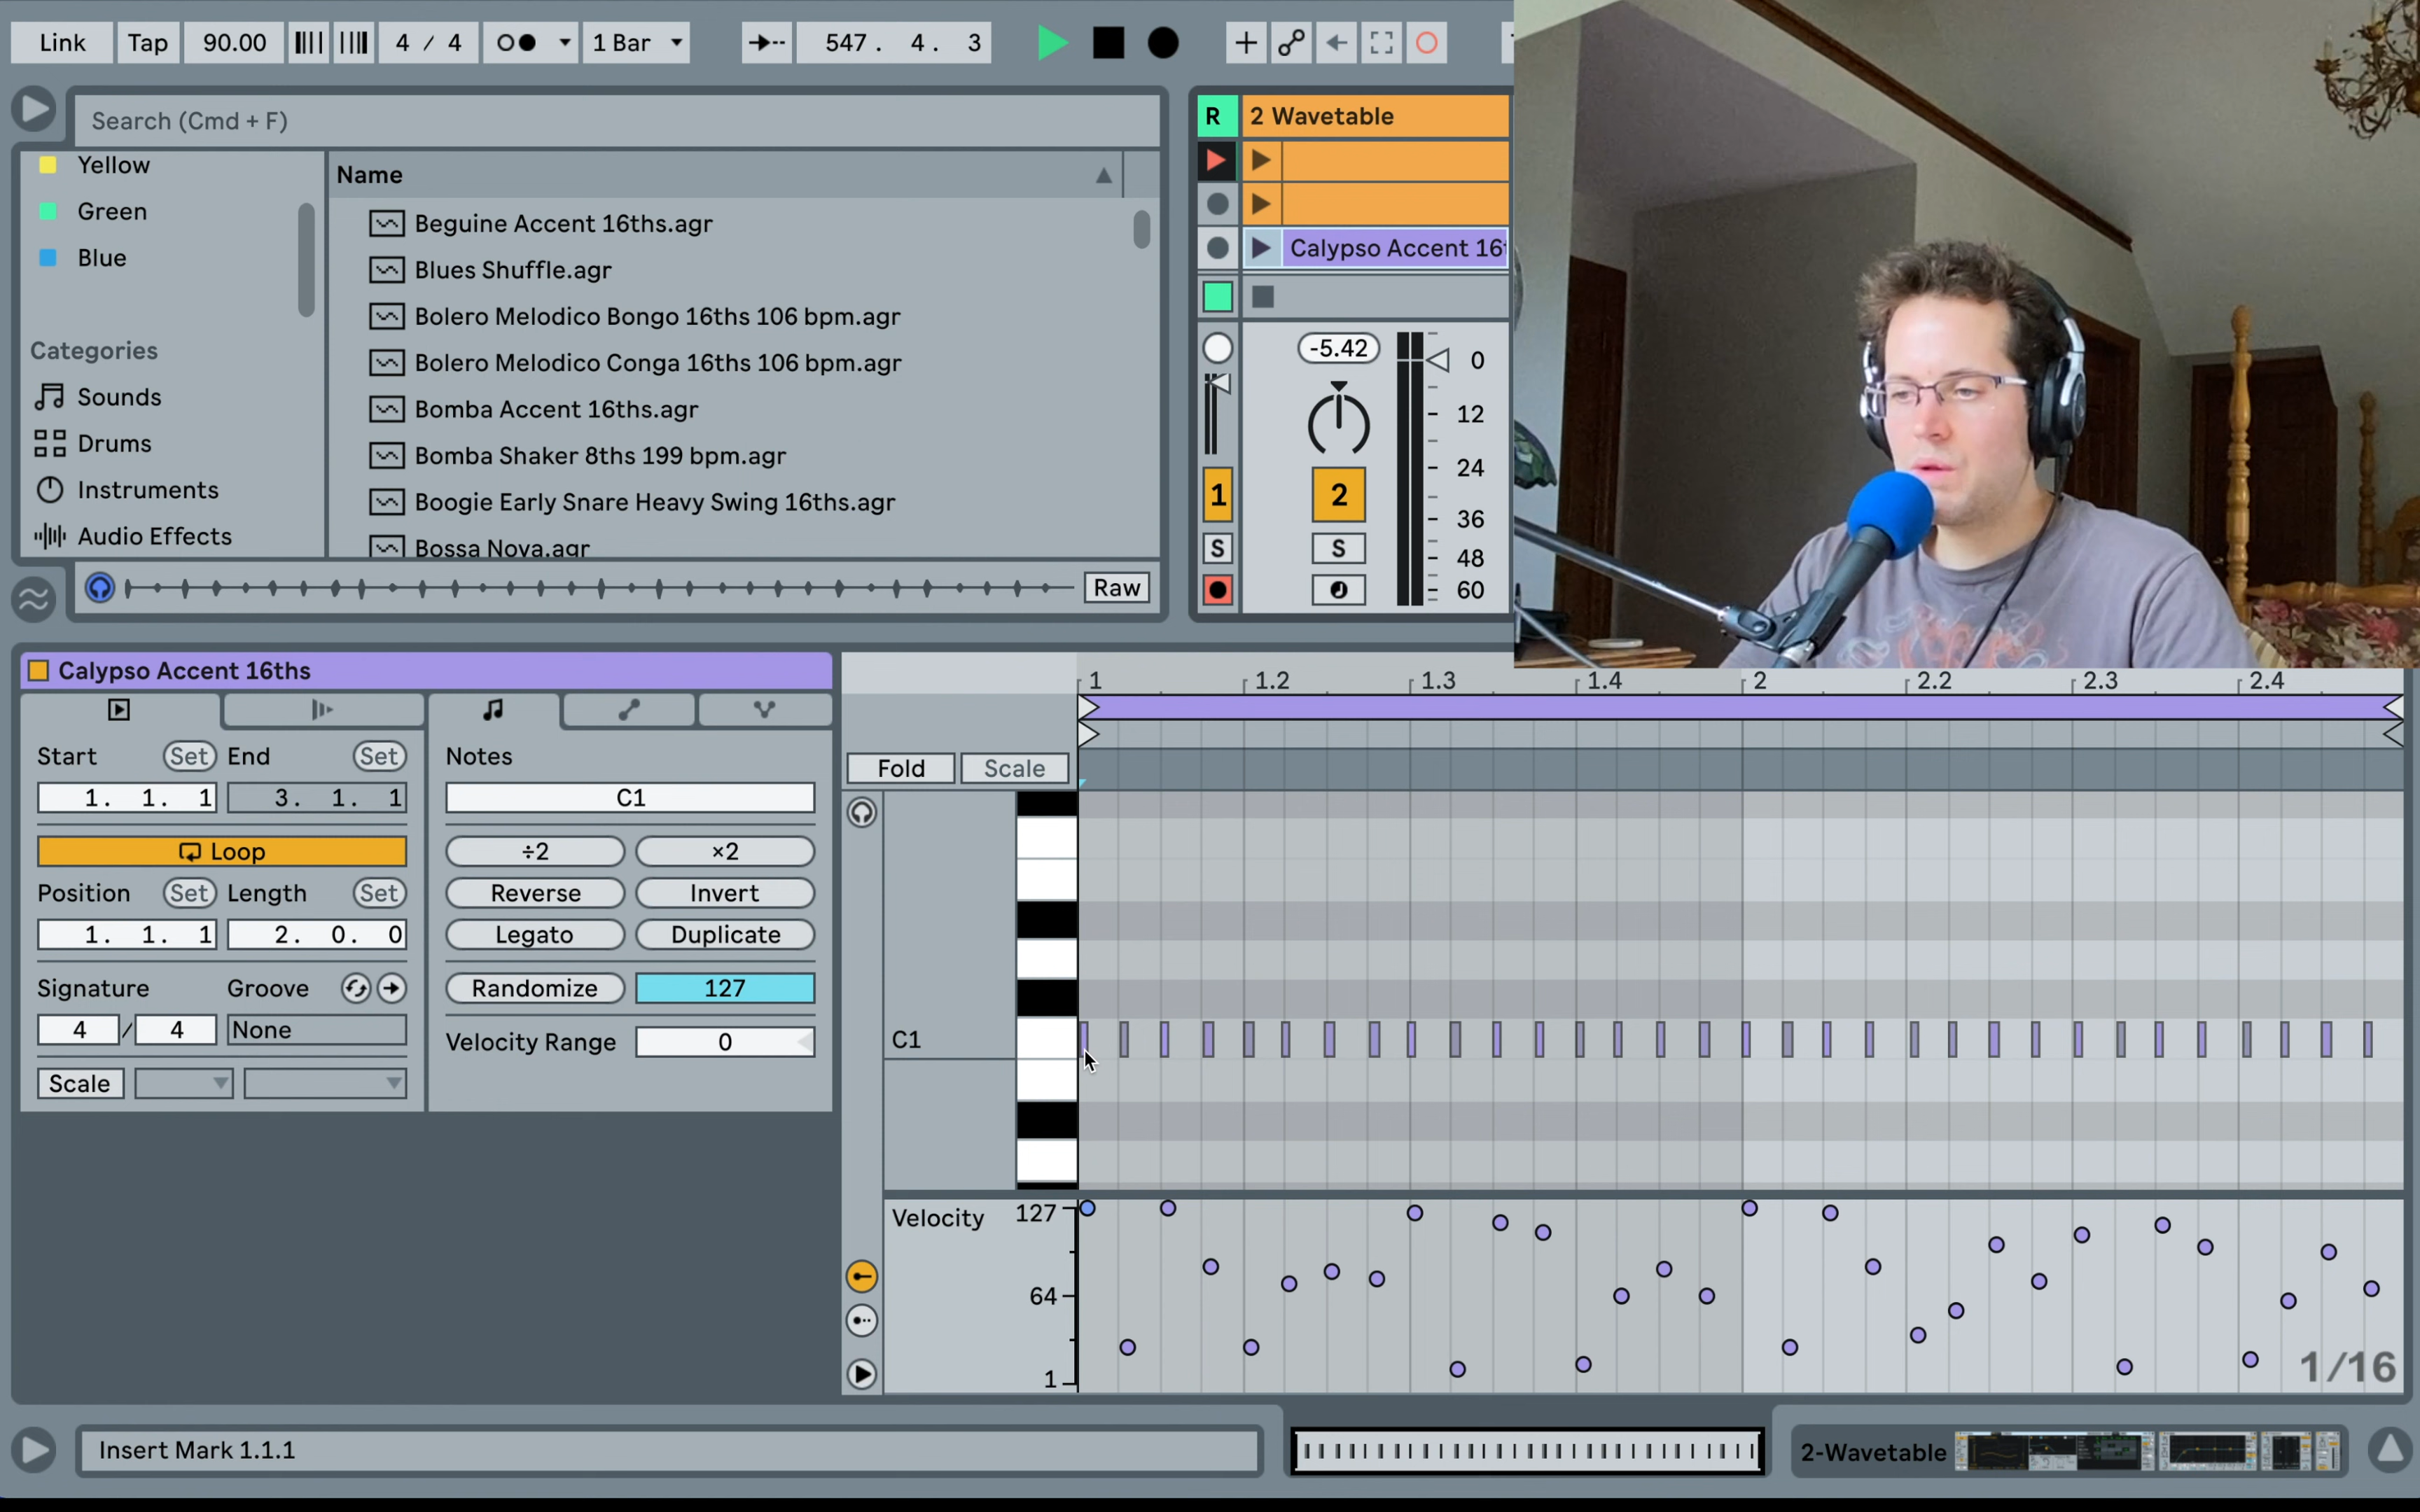 Link Tap 90.00 4 / 4 1 Bar 547. 4. 3
Search (Cmd + F)
Yellow
Green
Blue
Categories
Sounds
Drums
Instruments
Audio Effects
Name
Beguine Accent 16ths.agr
Blues Shuffle.agr
Bolero Melodico Bongo 16ths 106 bpm.agr
Bolero Melodico Conga 16ths 106 bpm.agr
Bomba Accent 16ths.agr
Bomba Shaker 8ths 199 bpm.agr
Boogie Early Snare Heavy Swing 16ths.agr
Bossa Nova.agr
Raw
R 2 Wavetable
Calypso Accent 16t
-5.42 0
12
24
1 2 36
S S 48
60
Calypso Accent 16ths
Start Set End Set
1. 1. 1 3. 1. 1
Loop
Position Set Length Set
1. 1. 1 2. 0. 0
Signature Groove
4 / 4 None
Scale
Notes
C1
÷2 ×2
Reverse Invert
Legato Duplicate
Randomize 127
Velocity Range 0
1 1.2 1.3 1.4 2 2.2 2.3 2.4
Fold Scale
C1
Velocity 127
64
1
1/16
Insert Mark 1.1.1
2-Wavetable